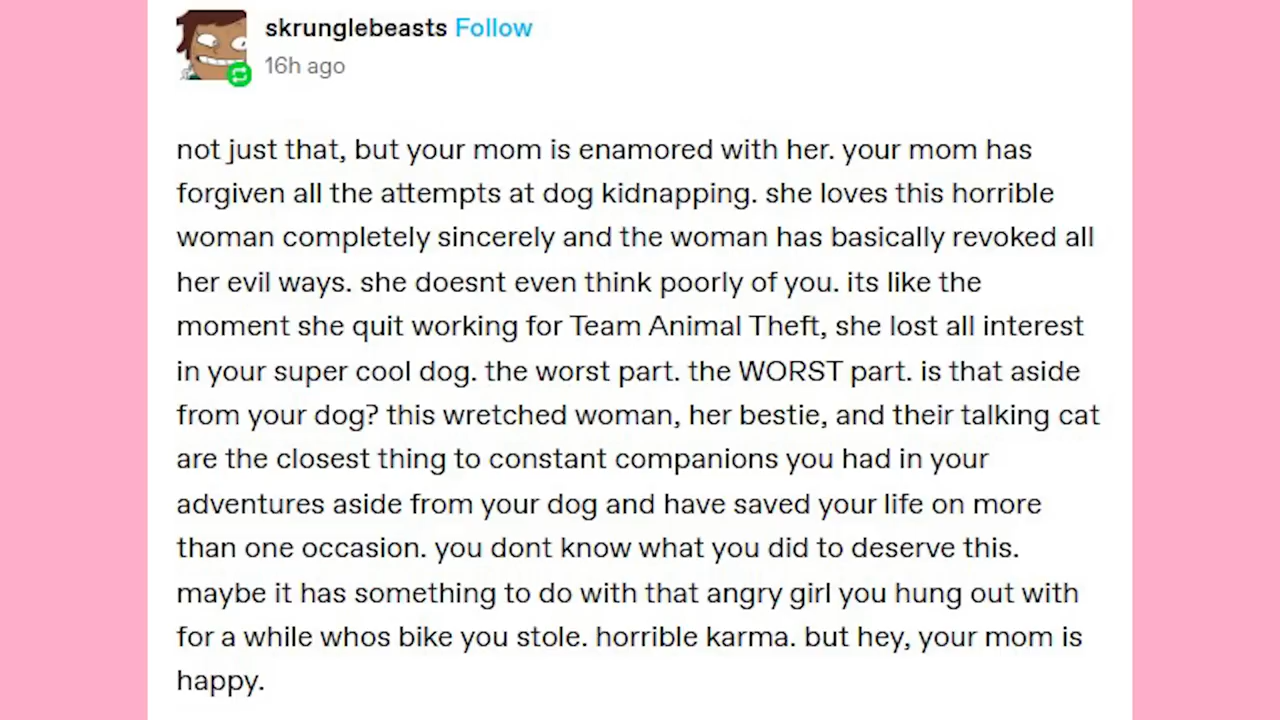 skrunglebeasts Follow
16h ago
not just that, but your mom is enamored with her. your mom has
forgiven all the attempts at dog kidnapping. she loves this horrible
woman completely sincerely and the woman has basically revoked all
her evil ways. she doesnt even think poorly of you. its like the
moment she quit working for Team Animal Theft, she lost all interest
in your super cool dog. the worst part. the WORST part. is that aside
from your dog? this wretched woman, her bestie, and their talking cat
are the closest thing to constant companions you had in your
adventures aside from your dog and have saved your life on more
than one occasion. you dont know what you did to deserve this.
maybe it has something to do with that angry girl you hung out with
for a while whos bike you stole. horrible karma. but hey, your mom is
happy.